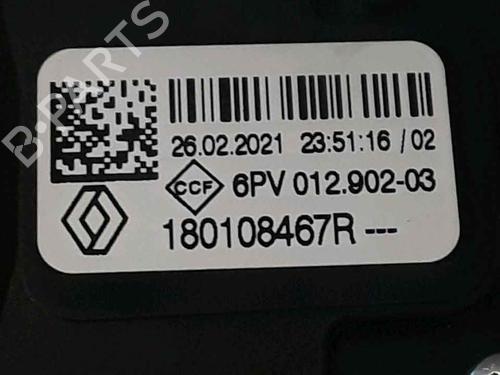 B-PARTS
26.02.2021 23:51:16 / 02
CCF 6PV 012.902-03
180108467R ---